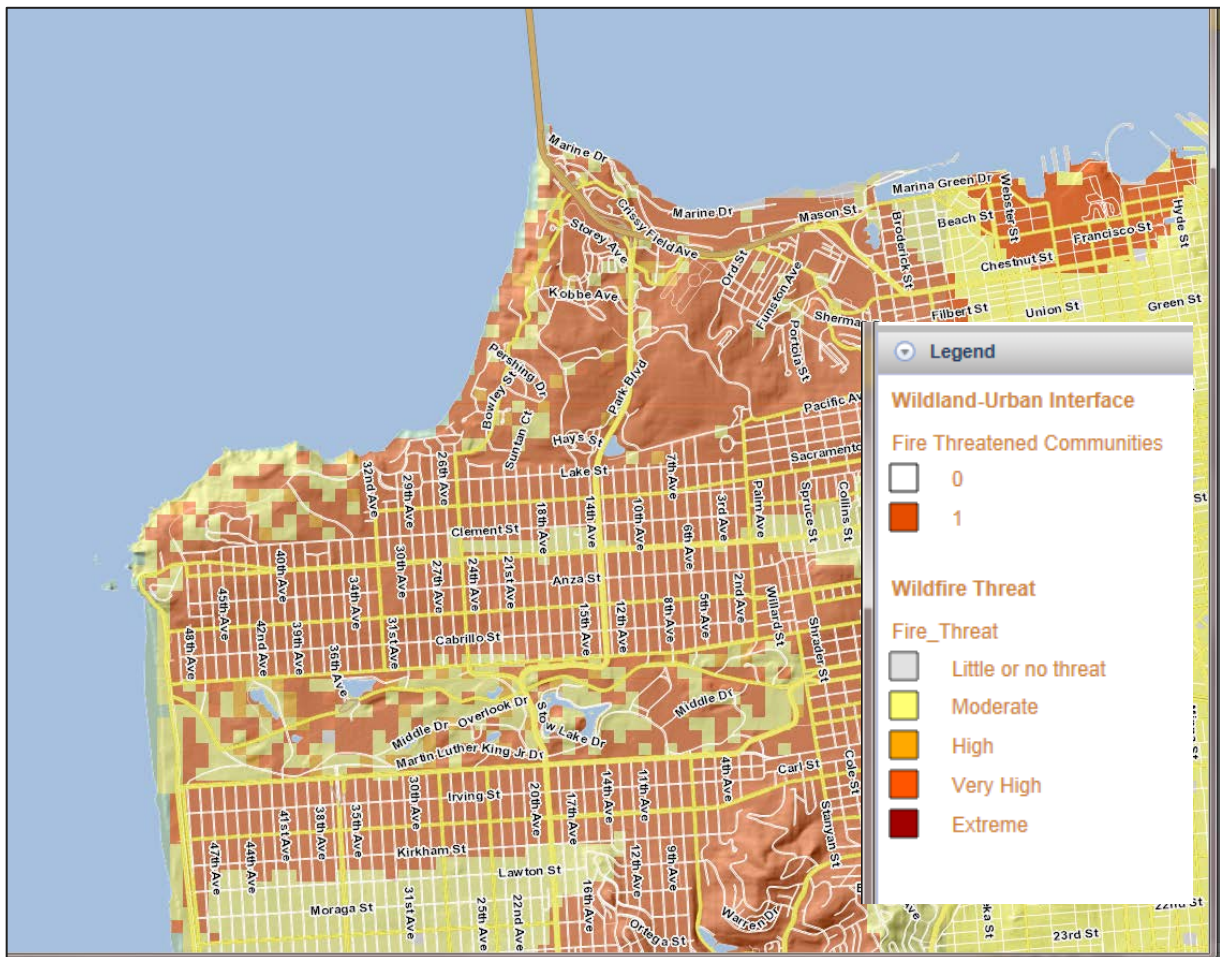 Marine Dr
Marine Dr
Crissy Field Ave
Mason St
Marina Green Dr
Webster St
Beach St
Broderick St
Francisco St
Hyde St
Chestnut St
Storey Ave
Ord St
Funston Ave
Kobbe Ave
Portola St
Filbert St
Union St
Green St
Pershing Dr
Bowley St
Park Blvd
Suntan Ct
Hays St
Pacific Av
Sacramento
Lake St
32nd Ave
29th Ave
26th Ave
7th Ave
3rd Ave
Palm Ave
Spruce St
Collins St
Clement St
18th Ave
14th Ave
10th Ave
6th Ave
40th Ave
30th Ave
Anza St
45th Ave
34th Ave
27th Ave
24th Ave
21st Ave
2nd Ave
Willard St
48th Ave
42nd Ave
39th Ave
36th Ave
31st Ave
Cabrillo St
15th Ave
12th Ave
8th Ave
5th Ave
Shrader St
Middle Dr
Overlook Dr
Stow Lake Dr
Middle Dr
Martin Luther King Jr Dr
Carl St
Cole St
Irving St
30th Ave
20th Ave
17th Ave
14th Ave
11th Ave
4th Ave
Stanyan St
41st Ave
38th Ave
35th Ave
Kirkham St
Lawton St
47th Ave
44th Ave
Moraga St
31st Ave
25th Ave
22nd Ave
16th Ave
12th Ave
9th Ave
Warren Dr
Ortega St
22nd S
23rd St
Legend
Wildland-Urban Interface
Fire Threatened Communities
0
1
Wildfire Threat
Fire_Threat
Little or no threat
Moderate
High
Very High
Extreme